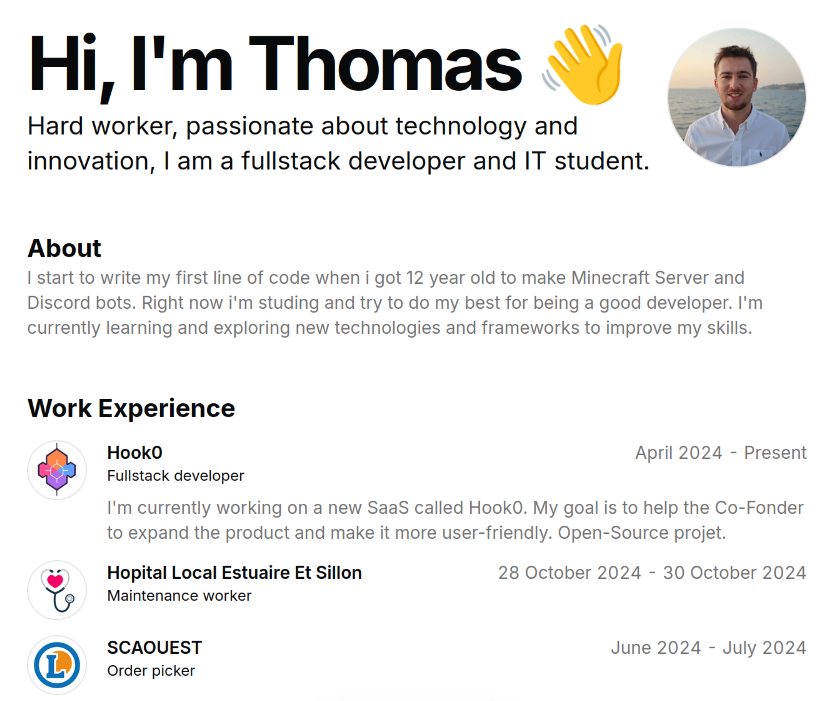 Hi, I'm Thomas 👋
Hard worker, passionate about technology and
innovation, I am a fullstack developer and IT student.
About
I start to write my first line of code when i got 12 year old to make Minecraft Server and
Discord bots. Right now i'm studing and try to do my best for being a good developer. I'm
currently learning and exploring new technologies and frameworks to improve my skills.
Work Experience
Hook0
April 2024 - Present
Fullstack developer
I'm currently working on a new SaaS called Hook0. My goal is to help the Co-Fonder
to expand the product and make it more user-friendly. Open-Source projet.
Hopital Local Estuaire Et Sillon
28 October 2024 - 30 October 2024
Maintenance worker
L
SCAOUEST
June 2024 - July 2024
Order picker